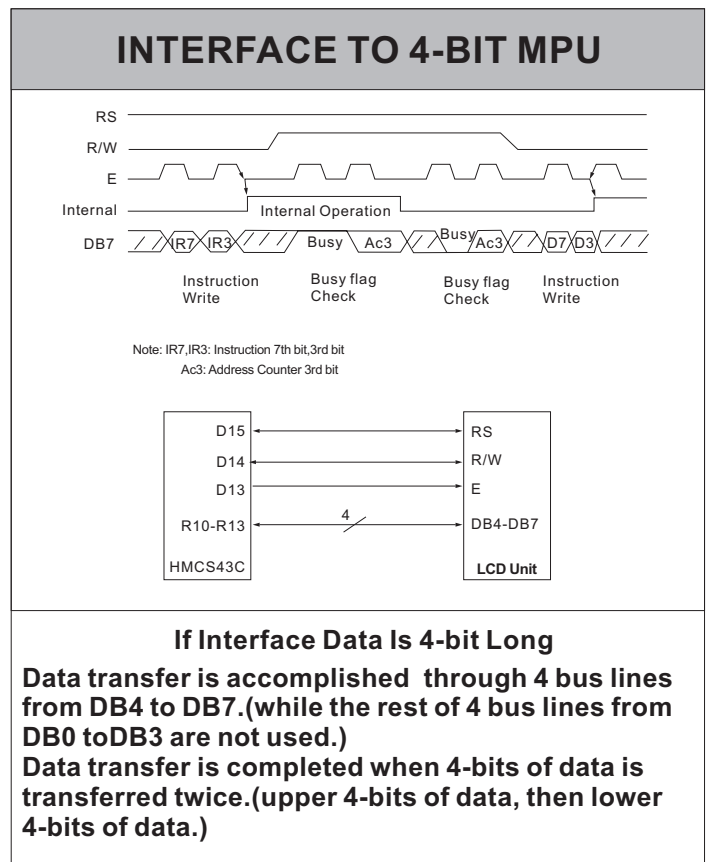 INTERFACE TO 4-BIT MPU
RS
R/W
E
Internal
Internal Operation
DB7
IR7 IR3 Busy Ac3 Busy Ac3 D7 D3
Instruction Write
Busy flag Check
Busy flag Check
Instruction Write
Note: IR7,IR3: Instruction 7th bit,3rd bit
Ac3: Address Counter 3rd bit
D15 RS
D14 R/W
D13 E
R10-R13 4 DB4-DB7
HMCS43C LCD Unit
If Interface Data Is 4-bit Long
Data transfer is accomplished through 4 bus lines
from DB4 to DB7.(while the rest of 4 bus lines from
DB0 toDB3 are not used.)
Data transfer is completed when 4-bits of data is
transferred twice.(upper 4-bits of data, then lower
4-bits of data.)